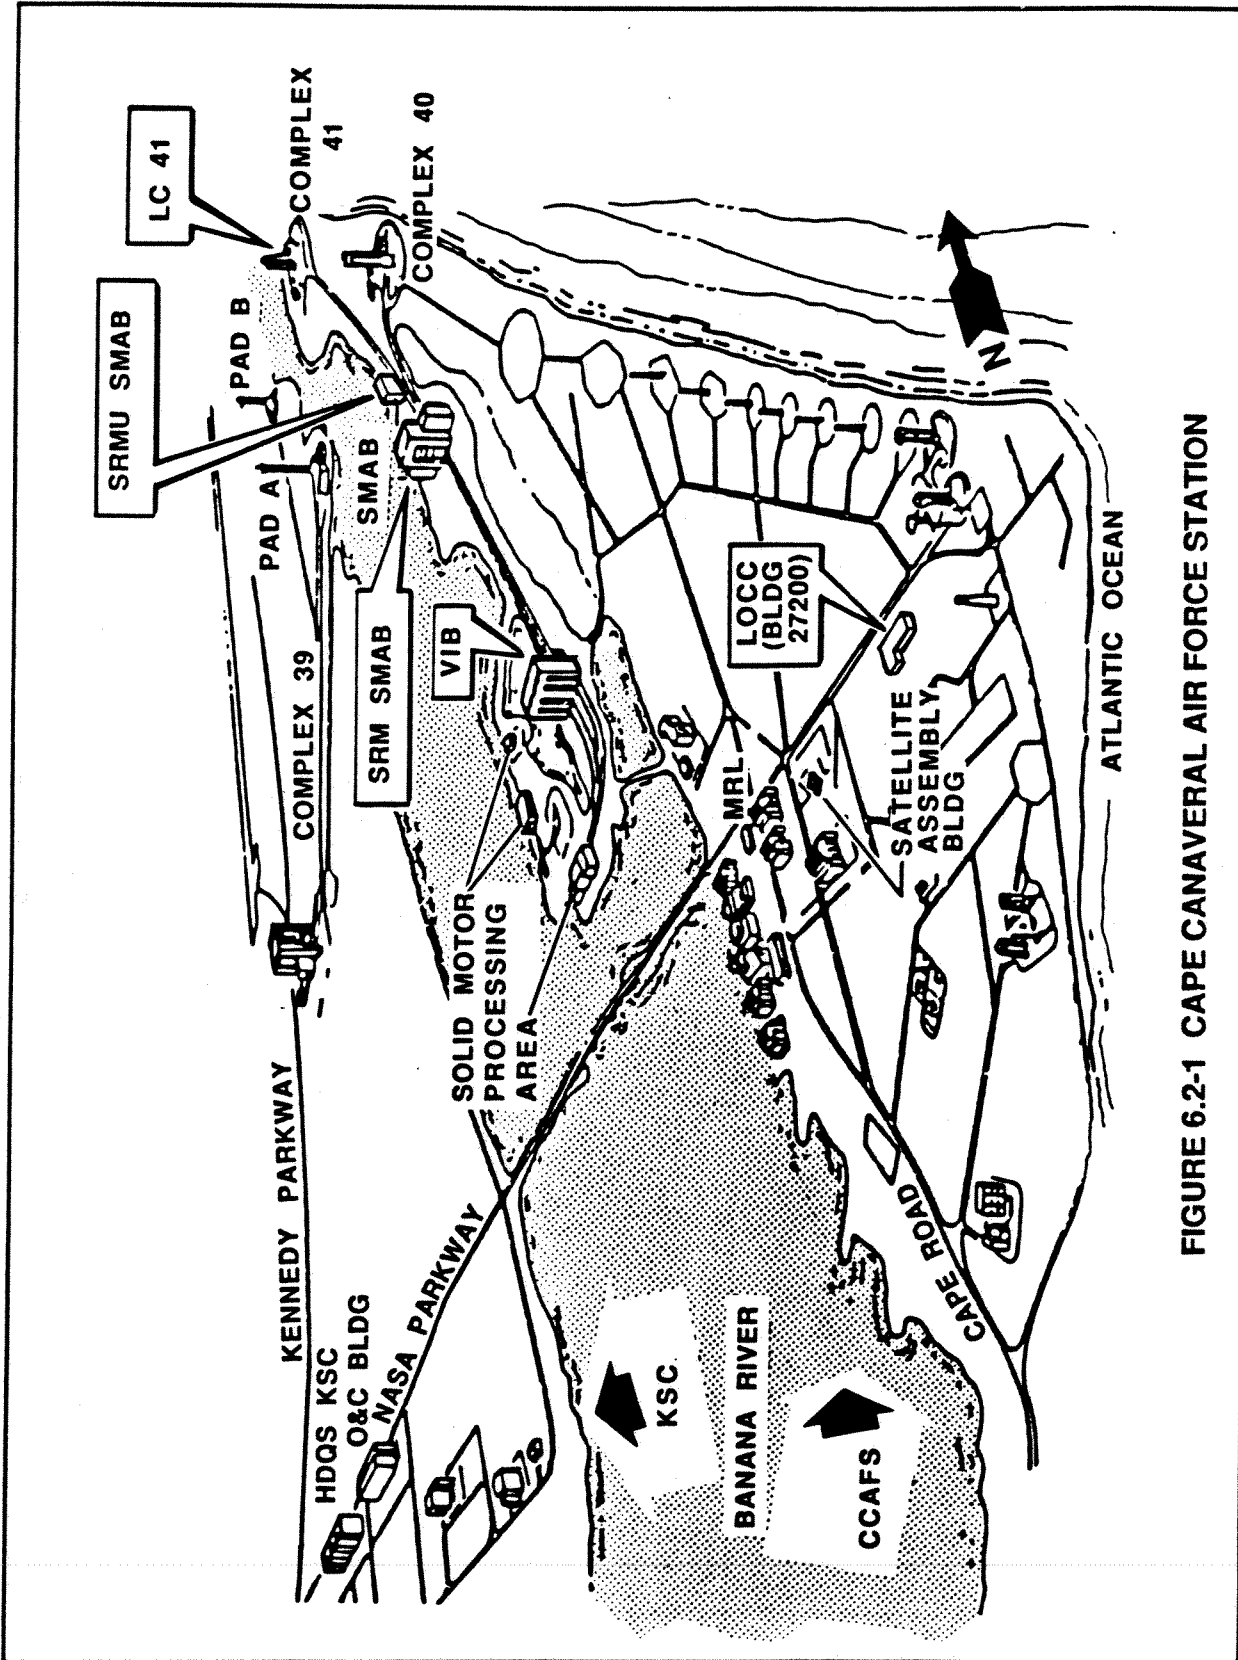 LC 41
COMPLEX
41
COMPLEX 40
SRMU SMAB
PAD B
PAD A
SMAB
COMPLEX 39
SRM SMAB
VIB
LOCC
(BLDG
27200)
N
KENNEDY PARKWAY
SOLID MOTOR
PROCESSING
AREA
MRL
SATELLITE
ASSEMBLY
BLDG
ATLANTIC OCEAN
HDQS KSC
O&C BLDG
NASA PARKWAY
KSC
BANANA RIVER
CCAFS
CAPE ROAD
FIGURE 6.2-1 CAPE CANAVERAL AIR FORCE STATION